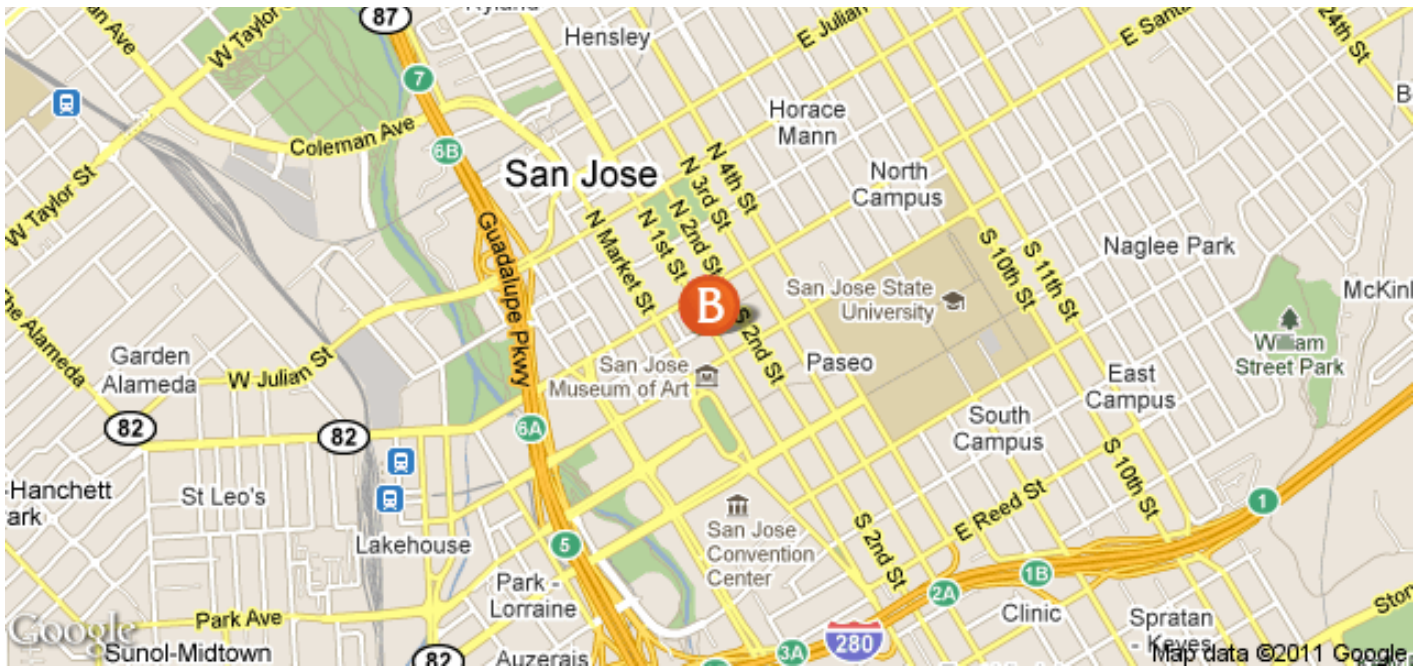 87
Hensley
E Julian
24th St
W Taylor St
7
Horace
Mann
Coleman Ave
6B
N 4th St
San Jose
N 3rd St
North
Campus
W Taylor St
Guadalupe Pkwy
N Market St
N 1st St
N 2nd St
S 10th St
S 11th St
Naglee Park
San Jose State
University
B
The Alameda
S 2nd St
Garden
Alameda
W Julian St
San Jose
Museum of Art
Paseo
William
Street Park
East
Campus
82
82
6A
South
Campus
-Hanchett
St Leo's
S 10th St
E Reed St
1
San Jose
Convention
Center
S 2nd St
Lakehouse
5
Park -
Lorraine
1B
2A
Clinic
Park Ave
Spratan
- Keyes
Google
Sunol-Midtown
82
Auzerais
3A
280
Map data ©2011 Google